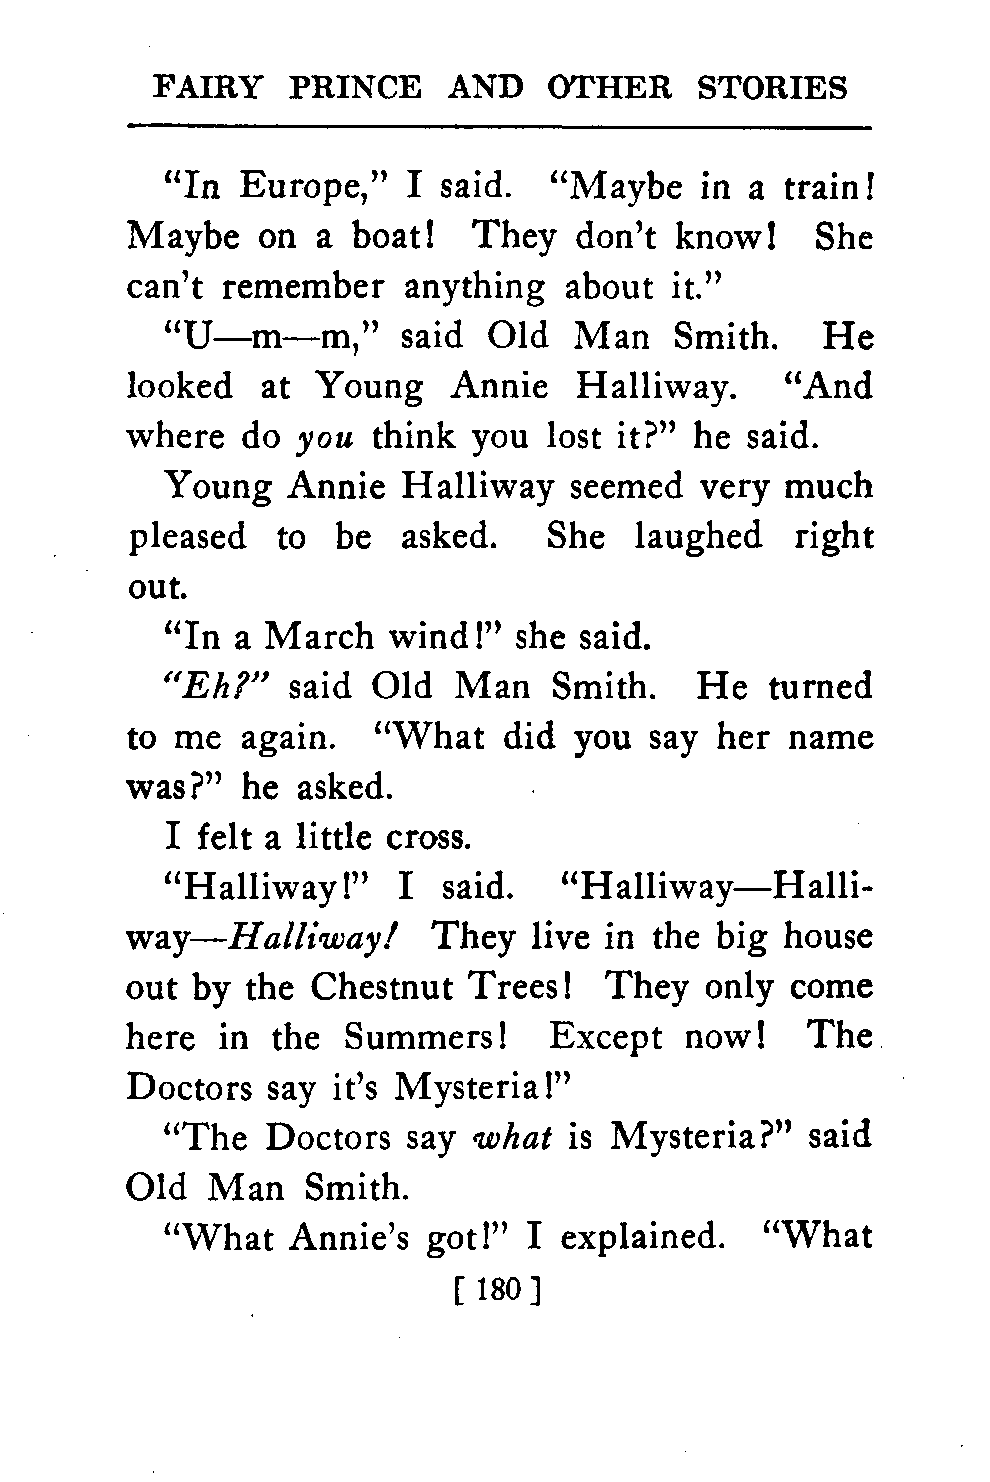 FAIRY PRINCE AND OTHER STORIES
“In Europe,” I said. “Maybe in a train!
Maybe on a boat! They don’t know! She
can’t remember anything about it.”
“U—m—m,” said Old Man Smith. He
looked at Young Annie Halliway. “And
where do you think you lost it?” he said.
Young Annie Halliway seemed very much
pleased to be asked. She laughed right
out.
“In a March wind!” she said.
“Eh?” said Old Man Smith. He turned
to me again. “What did you say her name
was?” he asked.
I felt a little cross.
“Halliway!” I said. “Halliway—Halli-
way—Halliway! They live in the big house
out by the Chestnut Trees! They only come
here in the Summers! Except now! The
Doctors say it’s Mysteria!”
“The Doctors say what is Mysteria?” said
Old Man Smith.
“What Annie’s got!” I explained. “What
[ 180 ]